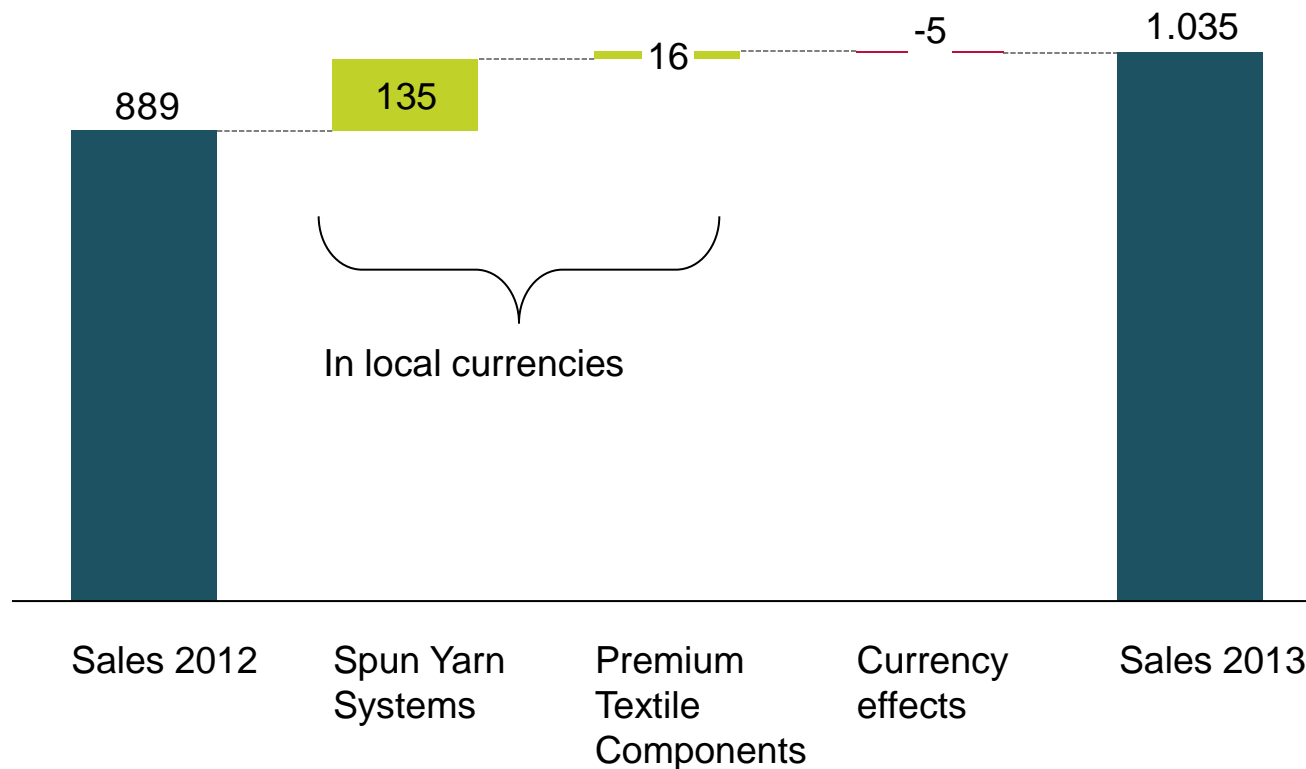 889
135
16
-5
1.035
In local currencies
Sales 2012
Spun Yarn
Systems
Premium
Textile
Components
Currency
effects
Sales 2013